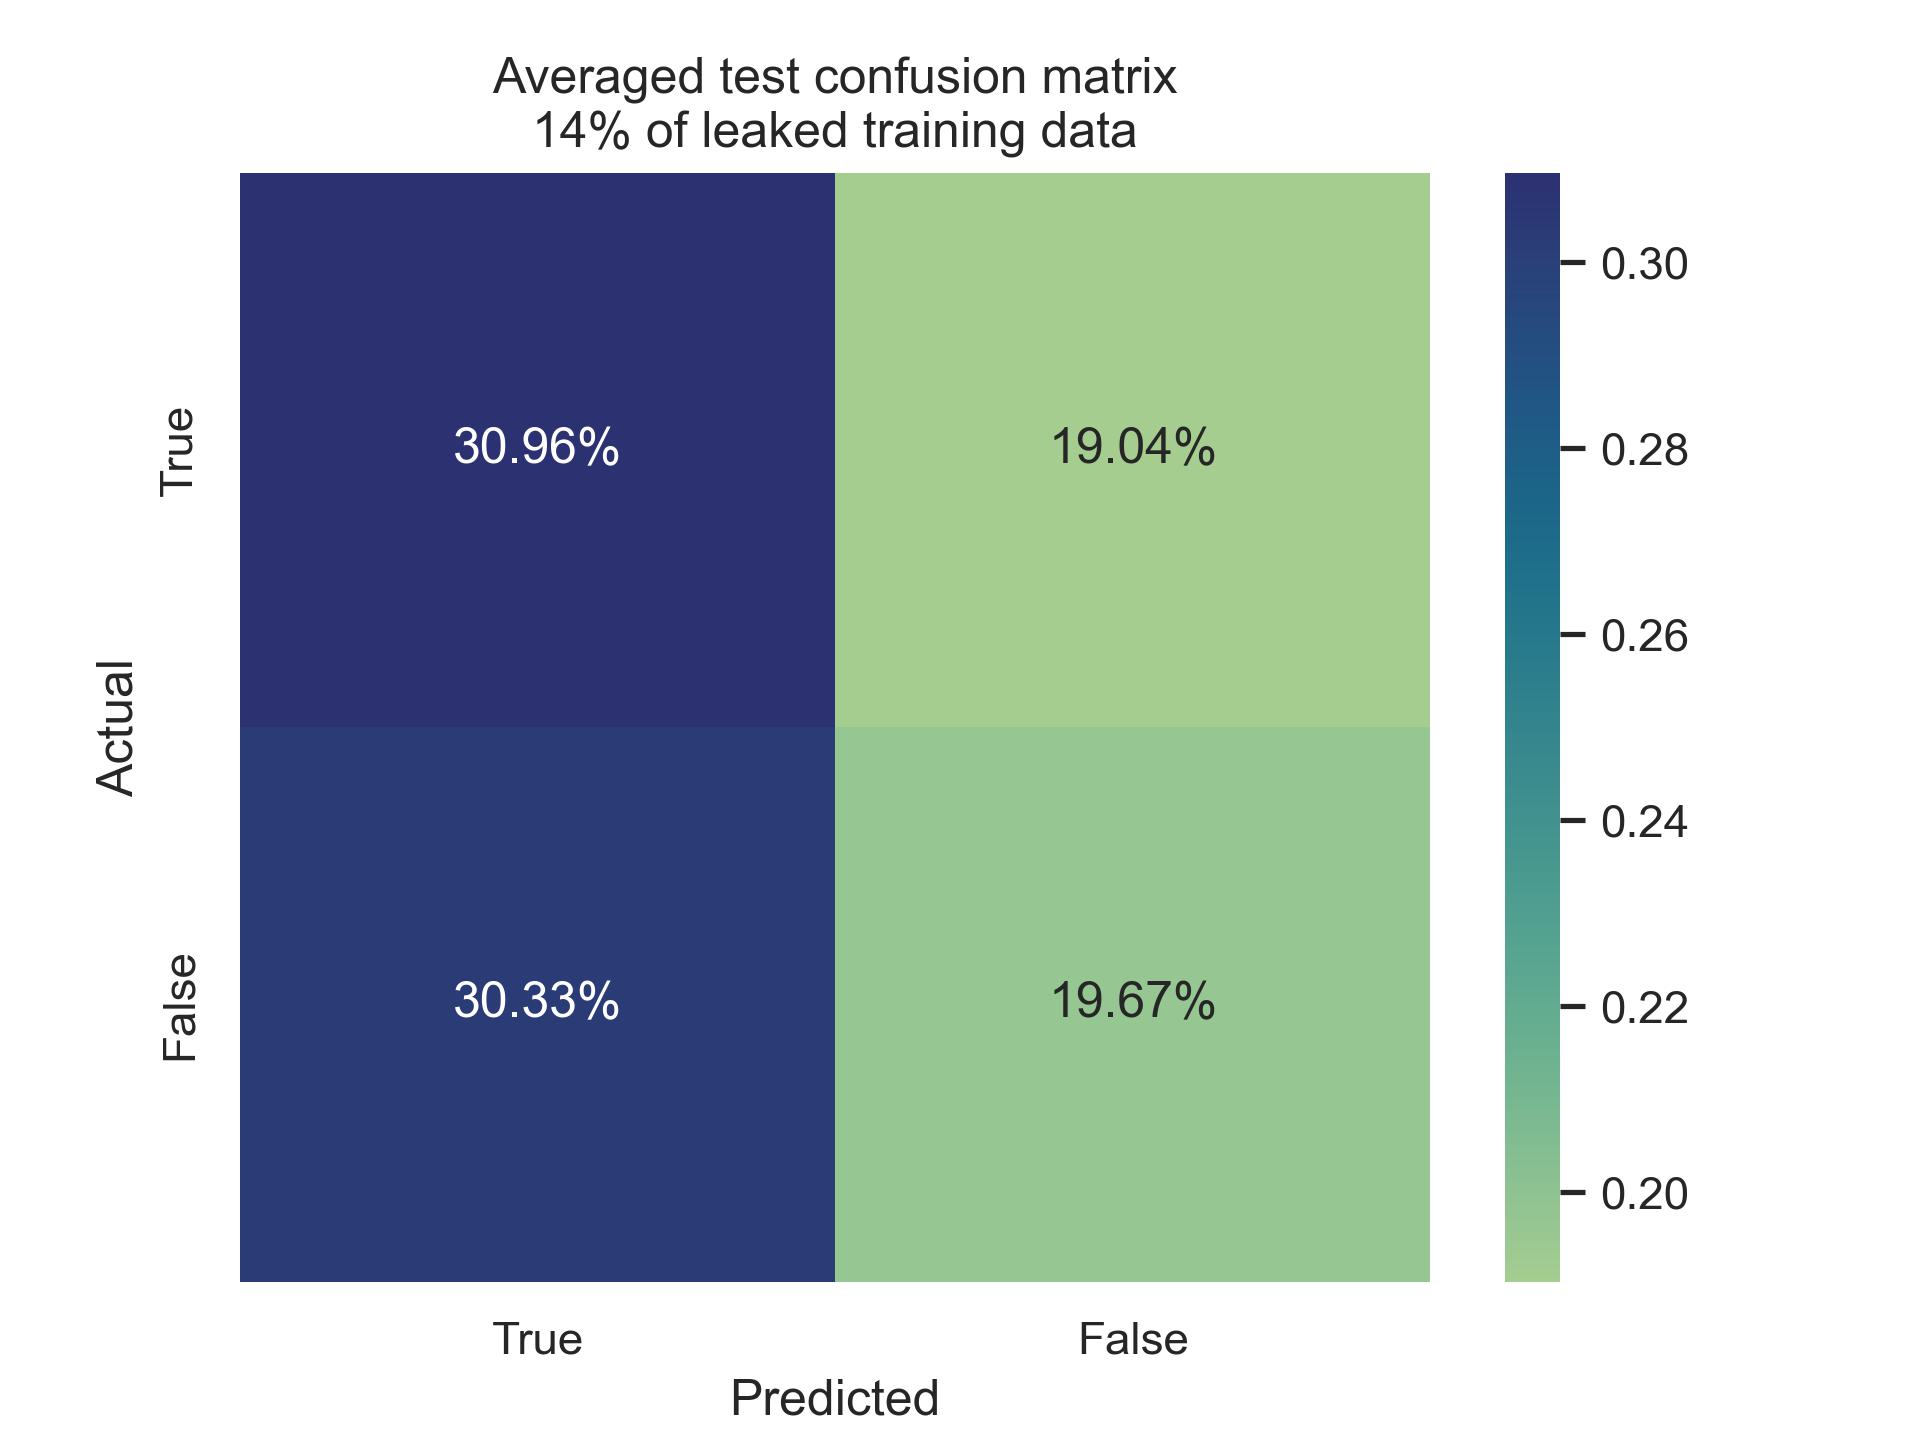 Averaged test confusion matrix
14% of leaked training data
Actual
True
False
30.96%
19.04%
30.33%
19.67%
True
False
Predicted
0.30
0.28
0.26
0.24
0.22
0.20